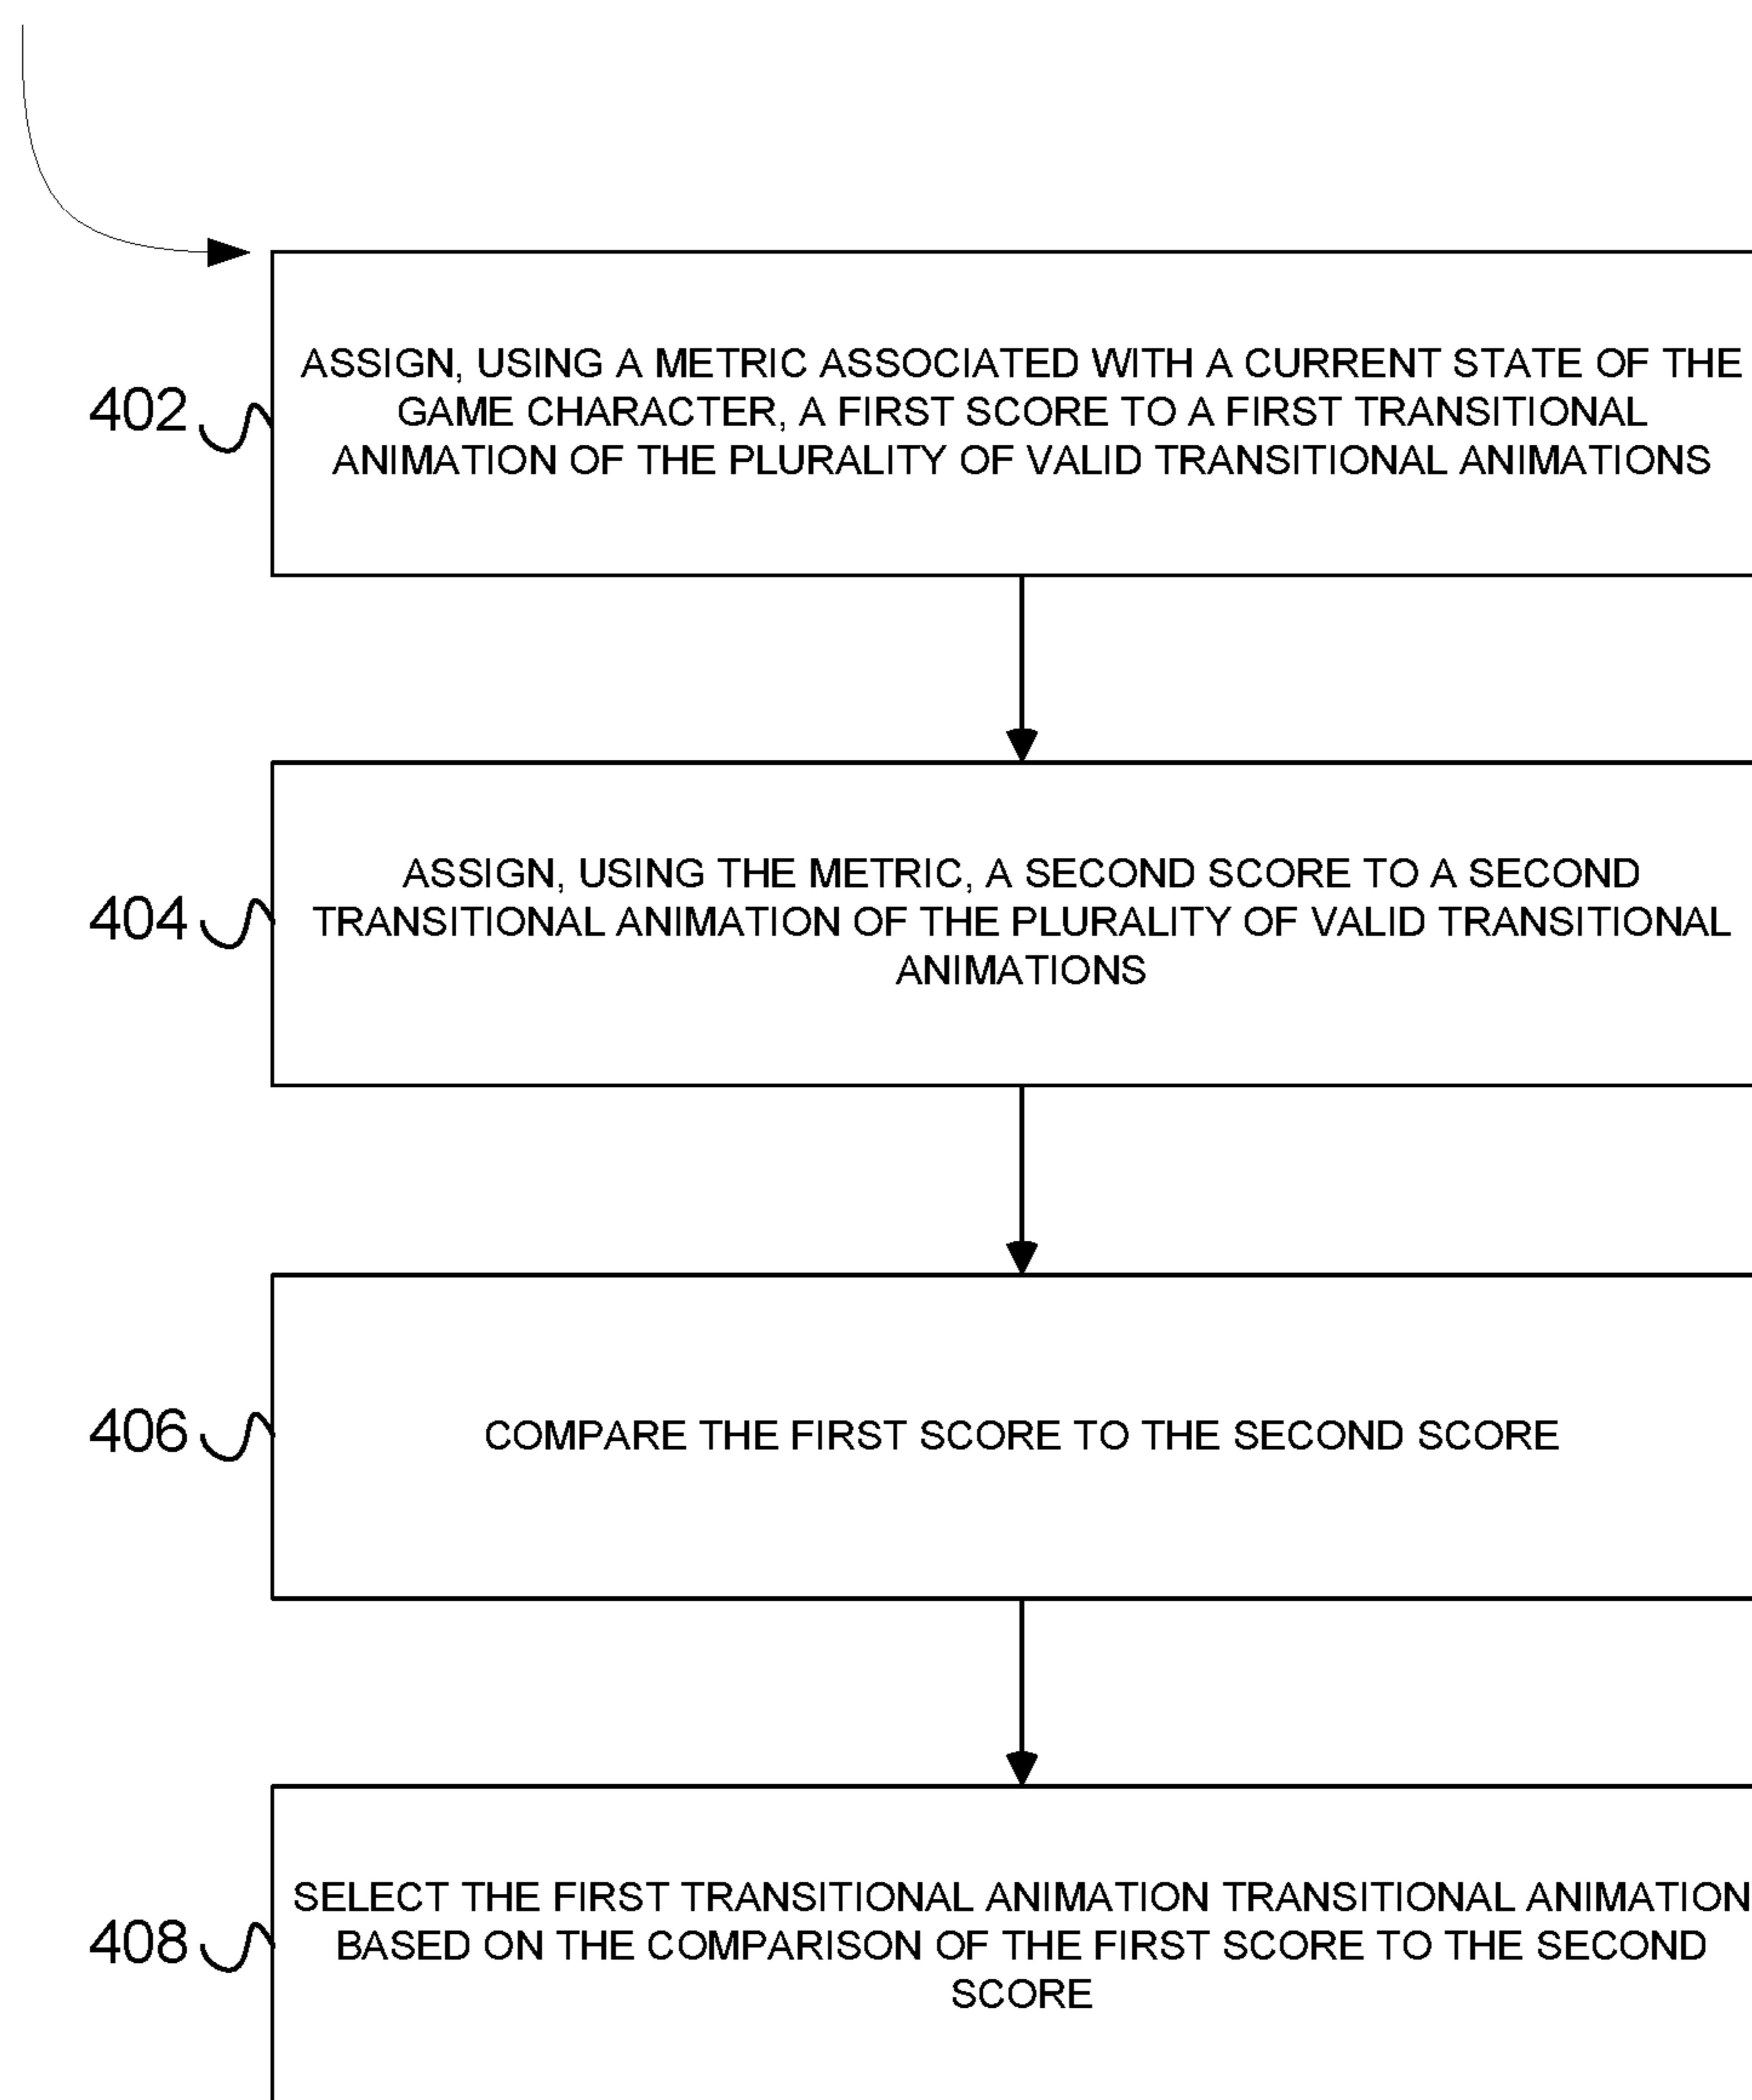 ASSIGN, USING A METRIC ASSOCIATED WITH A CURRENT STATE OF THE
GAME CHARACTER, A FIRST SCORE TO A FIRST TRANSITIONAL
ANIMATION OF THE PLURALITY OF VALID TRANSITIONAL ANIMATIONS
402
ASSIGN, USING THE METRIC, A SECOND SCORE TO A SECOND
TRANSITIONAL ANIMATION OF THE PLURALITY OF VALID TRANSITIONAL
ANIMATIONS
404
COMPARE THE FIRST SCORE TO THE SECOND SCORE
406
SELECT THE FIRST TRANSITIONAL ANIMATION TRANSITIONAL ANIMATION
BASED ON THE COMPARISON OF THE FIRST SCORE TO THE SECOND
SCORE
408